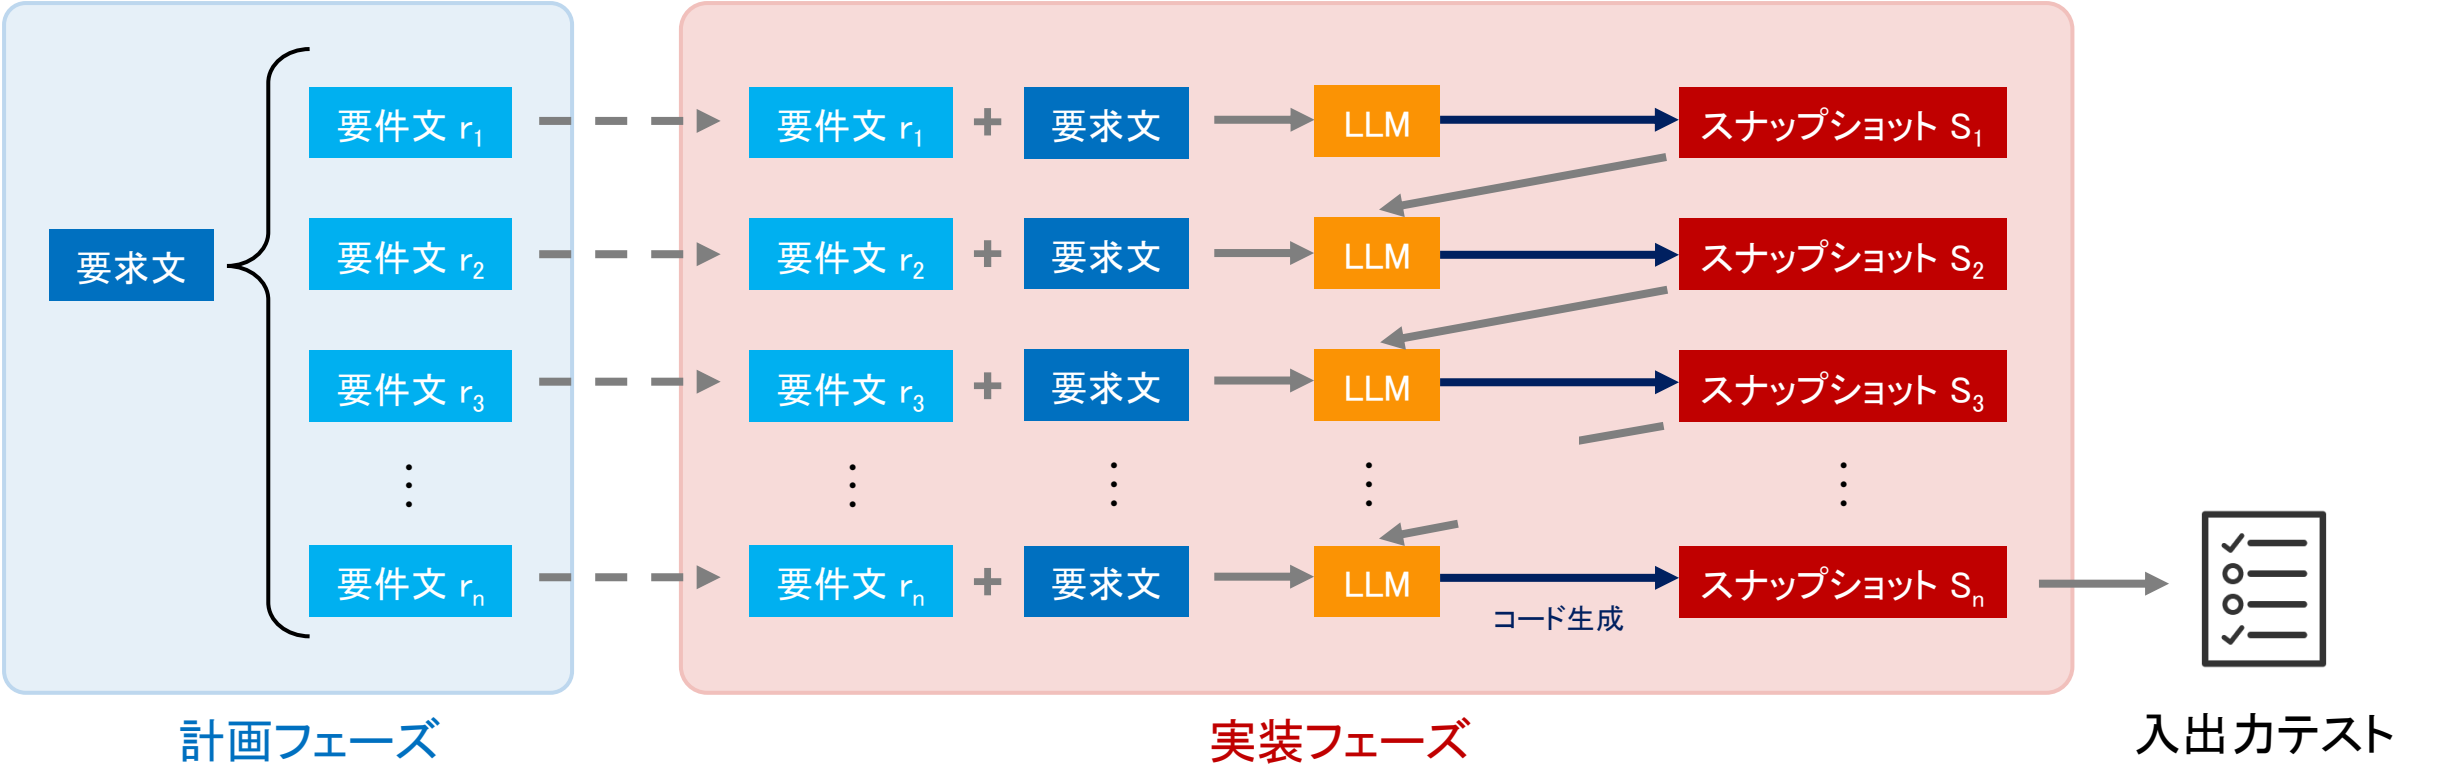 要求文
要件文 r1
要件文 r2
要件文 r3
⋮
要件文 rn
計画フェーズ
要件文 r1 + 要求文 LLM スナップショット S1
要件文 r2 + 要求文 LLM スナップショット S2
要件文 r3 + 要求文 LLM スナップショット S3
⋮ ⋮ ⋮ ⋮
要件文 rn + 要求文 LLM スナップショット Sn
コード生成
実装フェーズ
入出力テスト